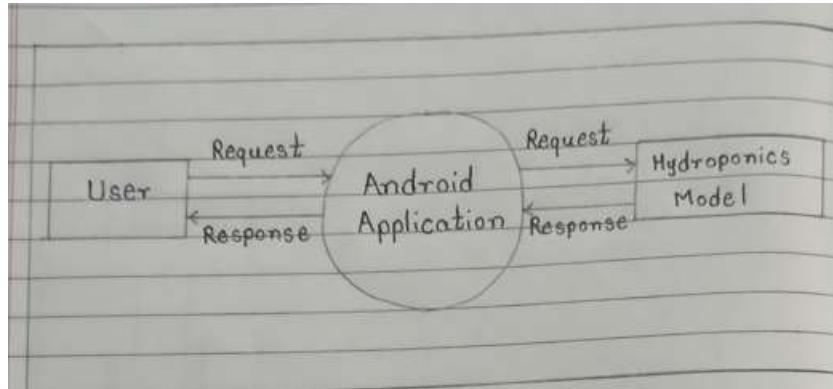 Request
Request
User
Android
Application
Hydroponics
Model
Response
Response